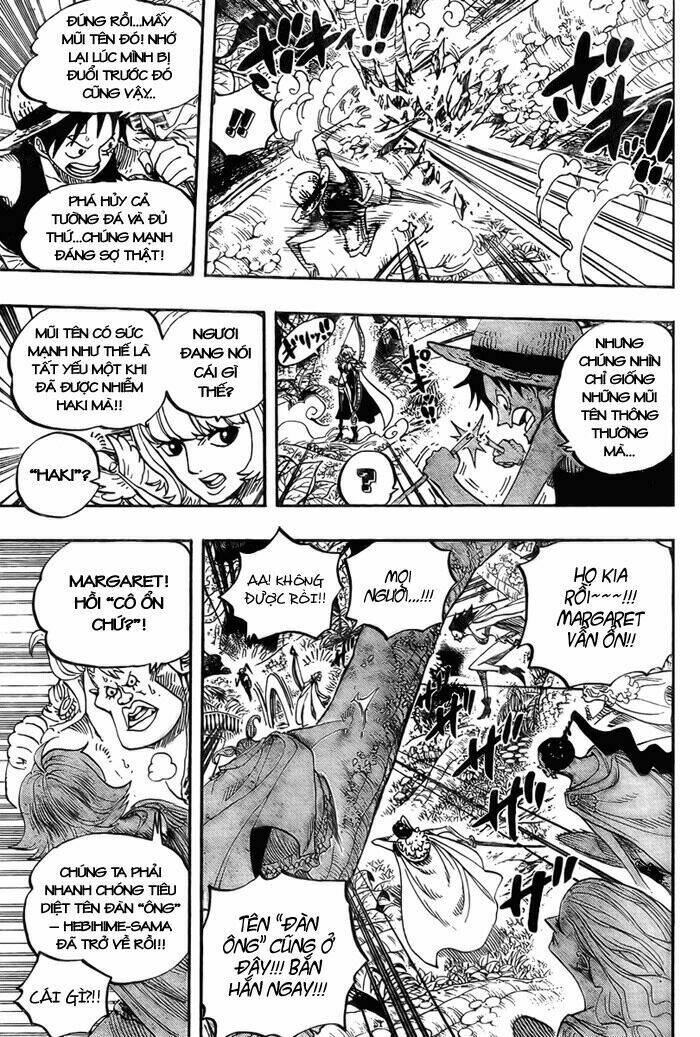 ĐÚNG RỒI...MẤY
MŨI TÊN ĐÓ! NHỚ
LẠI LÚC MÌNH BỊ
ĐUỔI TRƯỚC ĐÓ
CŨNG VẬY...
PHÁ HỦY CẢ
TƯỜNG ĐÁ VÀ ĐỦ
THỨ...CHÚNG MẠNH
ĐÁNG SỢ THẬT!
!!
NHƯNG
CHÚNG NHÌN
CHỈ GIỐNG
NHỮNG MŨI
TÊN THÔNG
THƯỜNG
MÀ...
?
NGƯƠI
ĐANG NÓI
CÁI GÌ
THẾ?
MŨI TÊN CÓ SỨC
MẠNH NHƯ THẾ LÀ
TẤT YẾU MỘT KHI
ĐÃ ĐƯỢC NHIỄM
HAKI MÀ!!
"HAKI"?
HỌ KIA
RỒI~~~!!!
MARGARET
VẪN ỔN!!
MỌI
NGƯỜI...!!!
AA! KHÔNG
ĐƯỢC RỒI!!
TÊN "ĐÀN
ÔNG" CŨNG Ở
ĐÂY!!! BẮN
HẮN NGAY!!!
MARGARET!
HỒI "CÔ ỔN
CHỨ?"!
CHÚNG TA PHẢI
NHANH CHÓNG TIÊU
DIỆT TÊN ĐÀN "ÔNG"
– HEBIHIME-SAMA
ĐÃ TRỞ VỀ RỒI!!
CÁI GÌ?!!